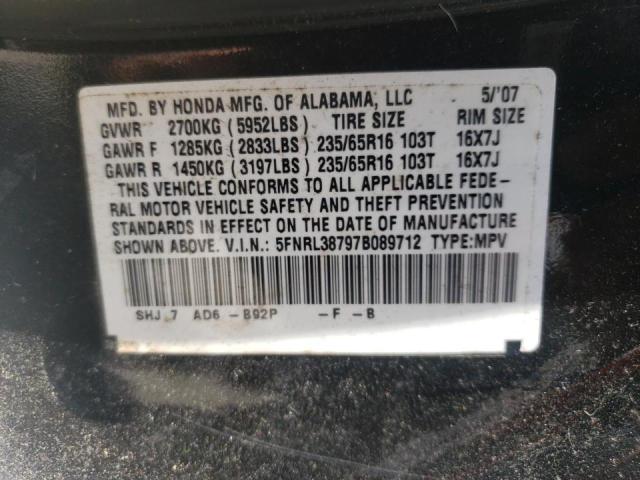 MFD. BY HONDA MFG. OF ALABAMA, LLC 5/'07
GVWR 2700KG (5952LBS) TIRE SIZE RIM SIZE
GAWR F 1285KG (2833LBS) 235/65R16 103T 16X7J
GAWR R 1450KG (3197LBS) 235/65R16 103T 16X7J
THIS VEHICLE CONFORMS TO ALL APPLICABLE FEDE-
RAL MOTOR VEHICLE SAFETY AND THEFT PREVENTION
STANDARDS IN EFFECT ON THE DATE OF MANUFACTURE
SHOWN ABOVE. V.I.N.: 5FNRL38797B089712 TYPE:MPV
SHJ 7 AD6 -B92P -F -B